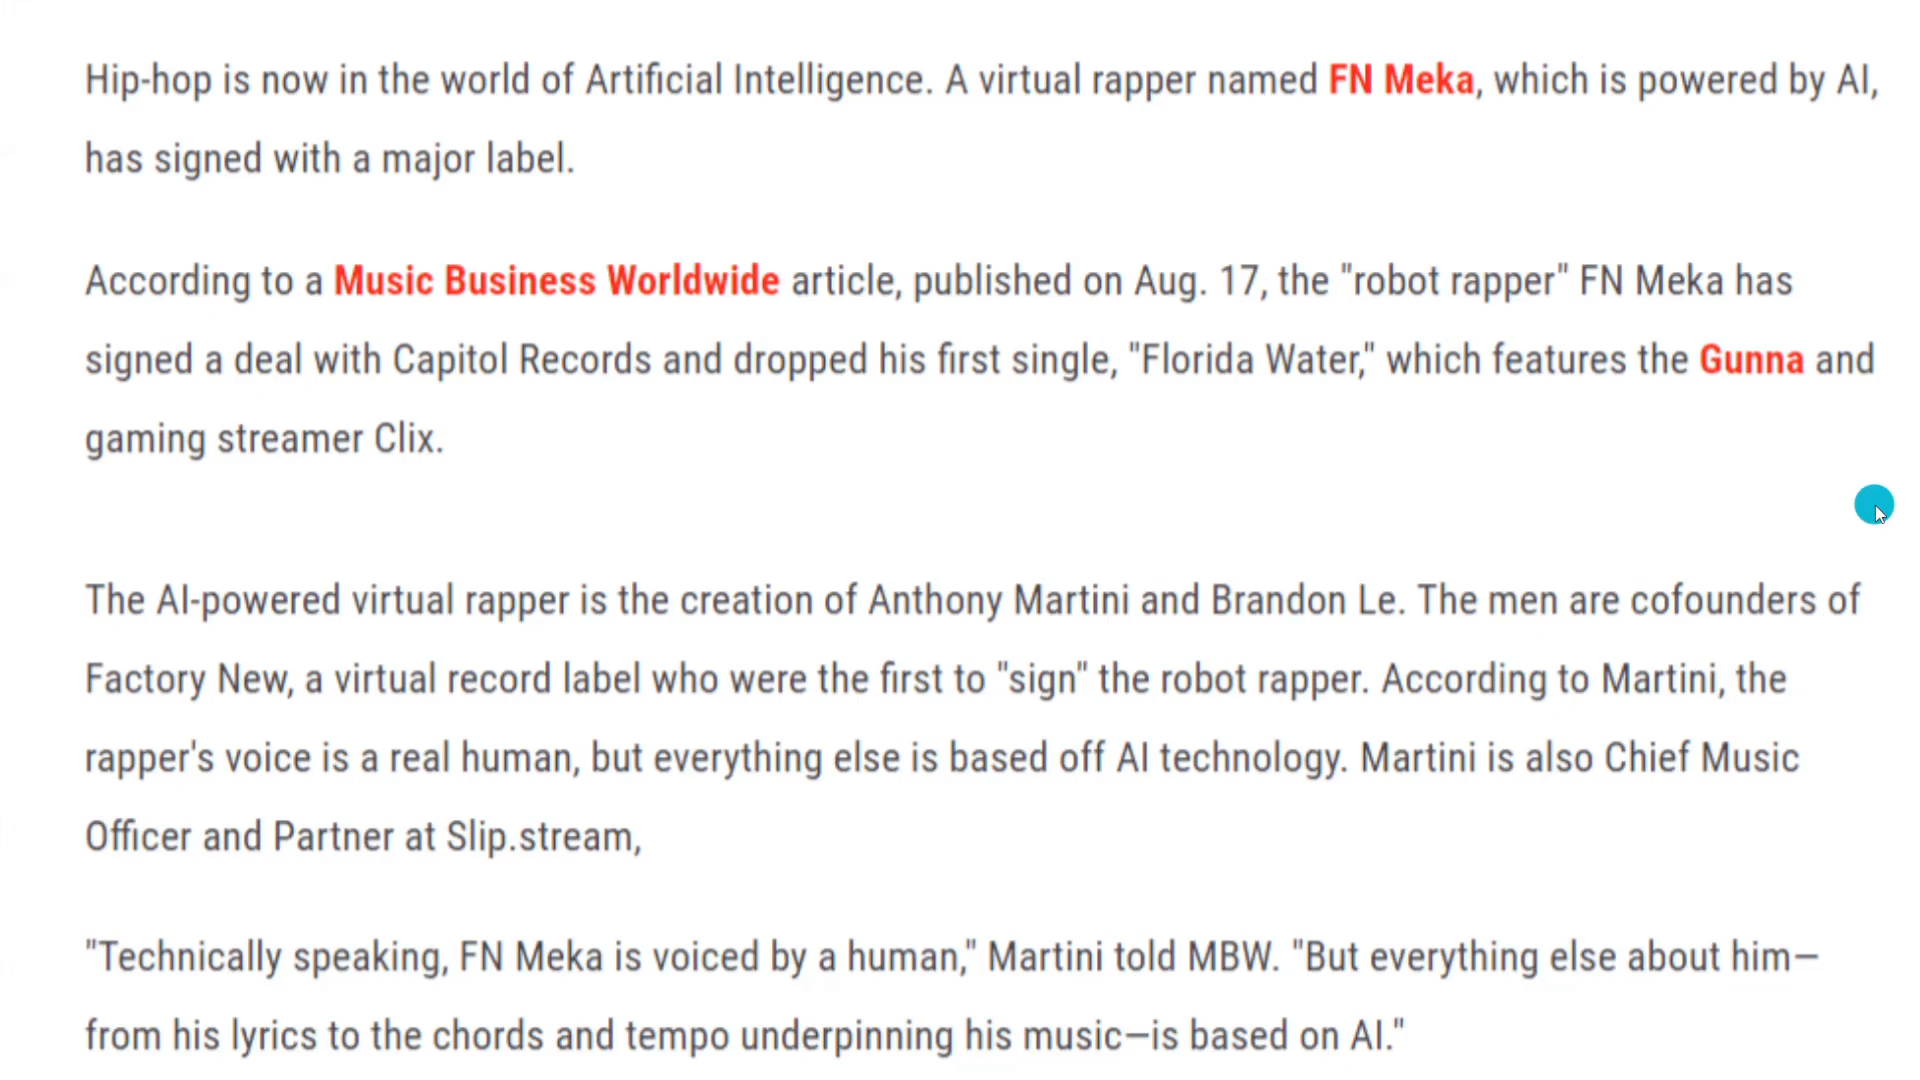 Hip-hop is now in the world of Artificial Intelligence. A virtual rapper named FN Meka, which is powered by AI,
has signed with a major label.
According to a Music Business Worldwide article, published on Aug. 17, the "robot rapper" FN Meka has
signed a deal with Capitol Records and dropped his first single, "Florida Water," which features the Gunna and
gaming streamer Clix.
The AI-powered virtual rapper is the creation of Anthony Martini and Brandon Le. The men are cofounders of
Factory New, a virtual record label who were the first to "sign" the robot rapper. According to Martini, the
rapper's voice is a real human, but everything else is based off AI technology. Martini is also Chief Music
Officer and Partner at Slip.stream,
"Technically speaking, FN Meka is voiced by a human," Martini told MBW. "But everything else about him—
from his lyrics to the chords and tempo underpinning his music—is based on AI."